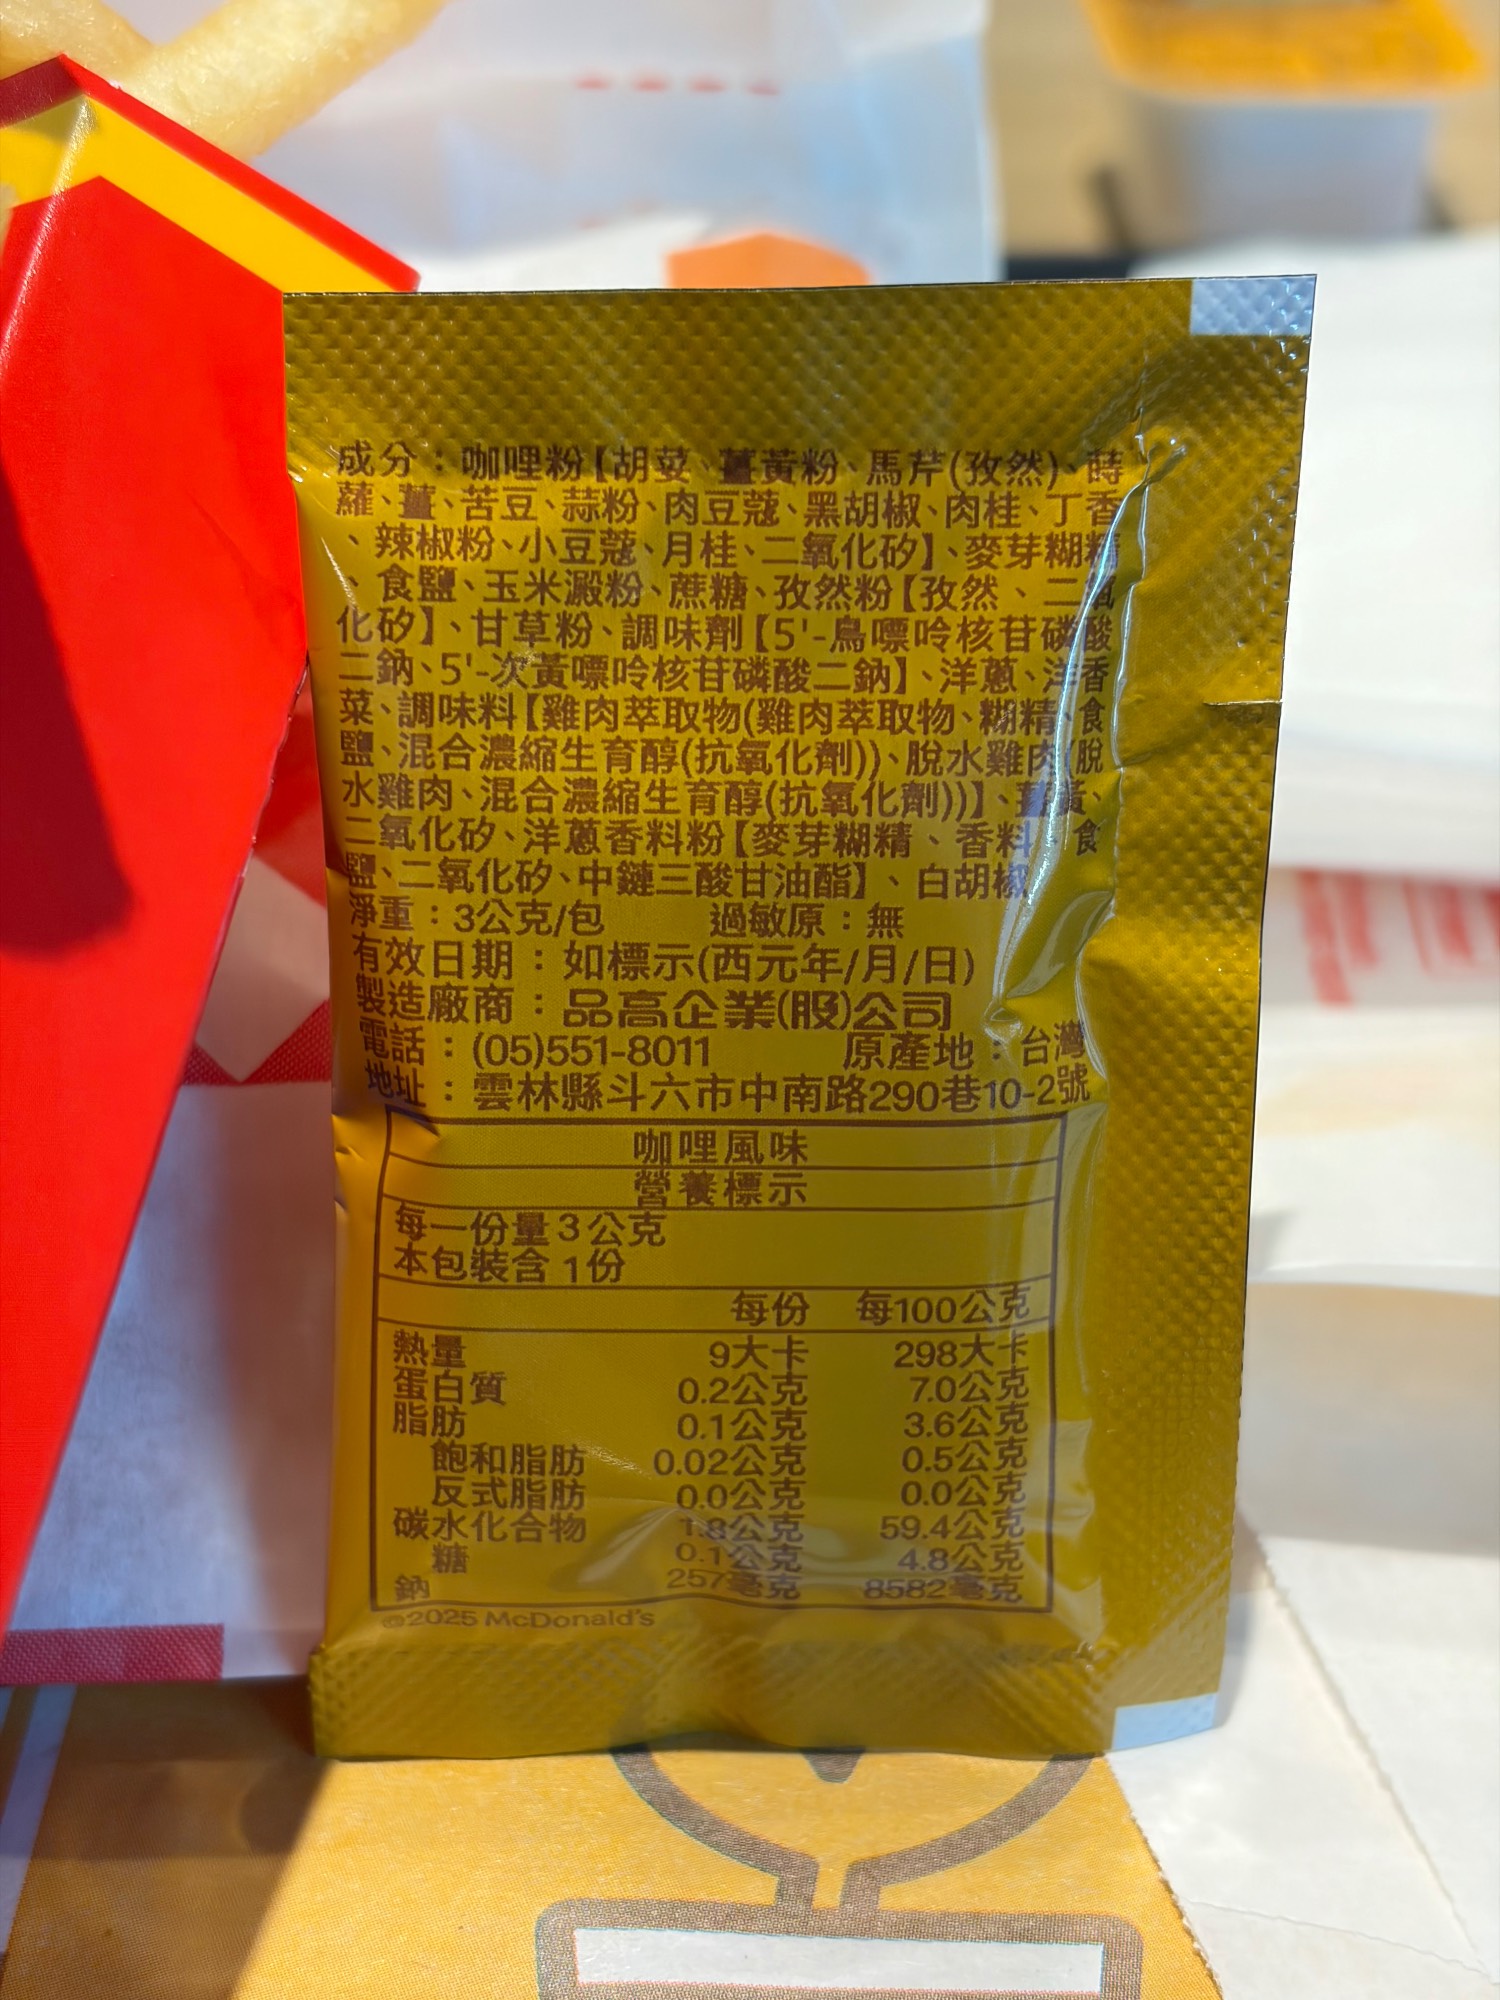 成分：咖哩粉【胡荽、薑黃粉、馬芹(孜然)、蒔
蘿、薑、苦豆、蒜粉、肉豆蔻、黑胡椒、肉桂、丁香
、辣椒粉、小豆蔻、月桂、二氧化矽】、麥芽糊精
、食鹽、玉米澱粉、蔗糖、孜然粉【孜然、二氧
化矽】、甘草粉、調味劑【5'-鳥嘌呤核苷磷酸
二鈉、5'-次黃嘌呤核苷磷酸二鈉】、洋蔥、洋香
菜、調味料【雞肉萃取物(雞肉萃取物、糊精、食
鹽、混合濃縮生育醇(抗氧化劑))、脫水雞肉(脫
水雞肉、混合濃縮生育醇(抗氧化劑))】、薑黃、
二氧化矽、洋蔥香料粉【麥芽糊精、香料、食
鹽、二氧化矽、中鏈三酸甘油酯】、白胡椒
淨重：3公克/包 過敏原：無
有效日期：如標示(西元年/月/日)
製造廠商：品高企業(股)公司
電話：(05)551-8011 原產地：台灣
地址：雲林縣斗六市中南路290巷10-2號
咖哩風味
營養標示
每一份量3公克
本包裝含1份
每份 每100公克
熱量 9大卡 298大卡
蛋白質 0.2公克 7.0公克
脂肪 0.1公克 3.6公克
飽和脂肪 0.02公克 0.5公克
反式脂肪 0.0公克 0.0公克
碳水化合物 1.8公克 59.4公克
糖 0.1公克 4.8公克
鈉 257毫克 8582毫克
©2025 McDonald's